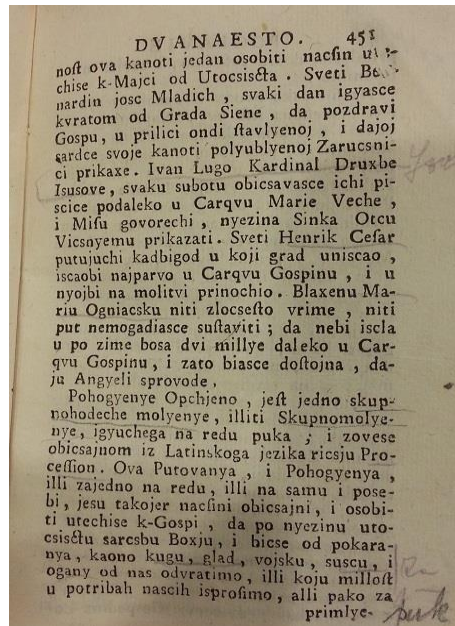 DVANAESTO. 451
noſt ova kanoti jedan oſobiti nacſin
chise k-Majci od Utocsiſcta. Sveti
nardin josc Mladich, svaki dan igyasce
kvratom od Grada Siene, da pozdravi
Gospu, u prilici ondi ſtavlyenoj, i dajoj
sardce svoje kanoti polyublyenoj Zarucsni-
ci prikaxe. Ivan Lugo Kardinal Druxbe
Isusove, svaku subotu obicsavasce ichi pi-
scice podaleko u Carqvu Marie Veche,
i Miſu govorechi, nyezina Sinka Otcu
Vicsnyemu prikazati. Sveti Henrik Ceſar
putujuchi kadbigod u koji grad uniscao,
iscaobi najparvo u Carqvu Gospinu, i u
nyojbi na molitvi prinochio. Blaxenu Ma-
riu Ogniacsku niti zlocseſto vrime, niti
put nemogadiasce suſtaviti; da nebi iscla
u po zime bosa dvi millye daleko u Car-
qvu Gospinu, i zato biasce doſtojna, da-
ju Angyeli sprovode.
Pohogyenye Opchjeno, jeſt jedno skup-
nohodeche molyenye, illiti Skupnomolye-
nye, igyuchega na redu puka; i zovese
obicsajnom iz Latinskoga jezika ricsju Pro-
ceſſion. Ova Putovanya, i Pohogyenya,
illi zajedno na redu, illi na samu i pose-
bi, jesu takojer nacſini obicsajni, i osobi-
ti utechise k-Gospi, da po nyezinu uto-
csisctu sarcsbu Boxju, i bicse od pokara-
nya, kaono kugu, glad, vojsku, suscu, i
ogany od nas odvratimo, illi koju milloſt
u potribah nascih isproſimo, alli pako za
primlye-